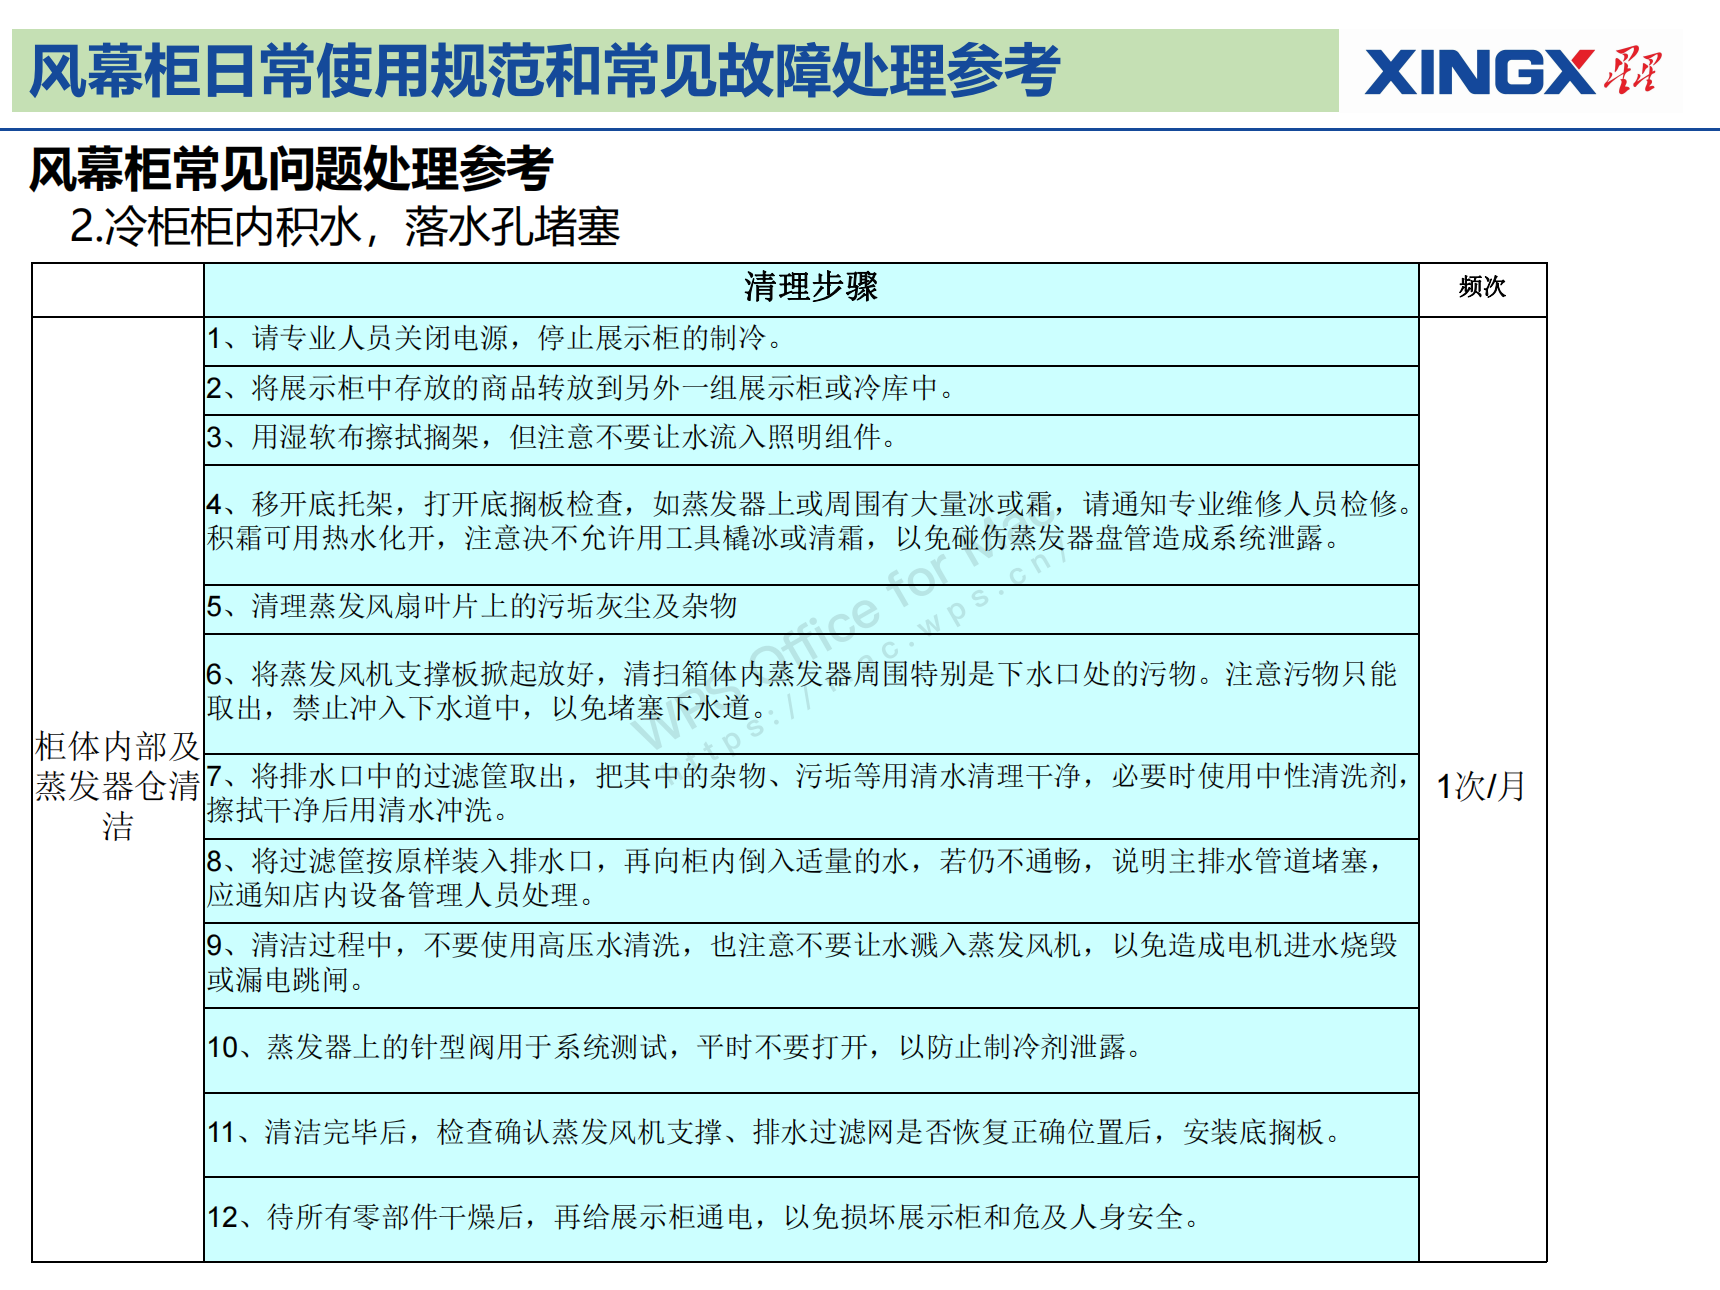 风幕柜日常使用规范和常见故障处理参考
XINGX 星星
风幕柜常见问题处理参考
2.冷柜柜内积水，落水孔堵塞
清理步骤
频次
柜体内部及
蒸发器仓清
洁
1、请专业人员关闭电源，停止展示柜的制冷。
2、将展示柜中存放的商品转放到另外一组展示柜或冷库中。
3、用湿软布擦拭搁架，但注意不要让水流入照明组件。
4、移开底托架，打开底搁板检查，如蒸发器上或周围有大量冰或霜，请通知专业维修人员检修。
积霜可用热水化开，注意决不允许用工具橇冰或清霜，以免碰伤蒸发器盘管造成系统泄露。
5、清理蒸发风扇叶片上的污垢灰尘及杂物
6、将蒸发风机支撑板掀起放好，清扫箱体内蒸发器周围特别是下水口处的污物。注意污物只能
取出，禁止冲入下水道中，以免堵塞下水道。
7、将排水口中的过滤筐取出，把其中的杂物、污垢等用清水清理干净，必要时使用中性清洗剂，
擦拭干净后用清水冲洗。
8、将过滤筐按原样装入排水口，再向柜内倒入适量的水，若仍不通畅，说明主排水管道堵塞，
应通知店内设备管理人员处理。
9、清洁过程中，不要使用高压水清洗，也注意不要让水溅入蒸发风机，以免造成电机进水烧毁
或漏电跳闸。
10、蒸发器上的针型阀用于系统测试，平时不要打开，以防止制冷剂泄露。
11、清洁完毕后，检查确认蒸发风机支撑、排水过滤网是否恢复正确位置后，安装底搁板。
12、待所有零部件干燥后，再给展示柜通电，以免损坏展示柜和危及人身安全。
1次/月
WPS Office for Mac
https://mac.wps.cn/